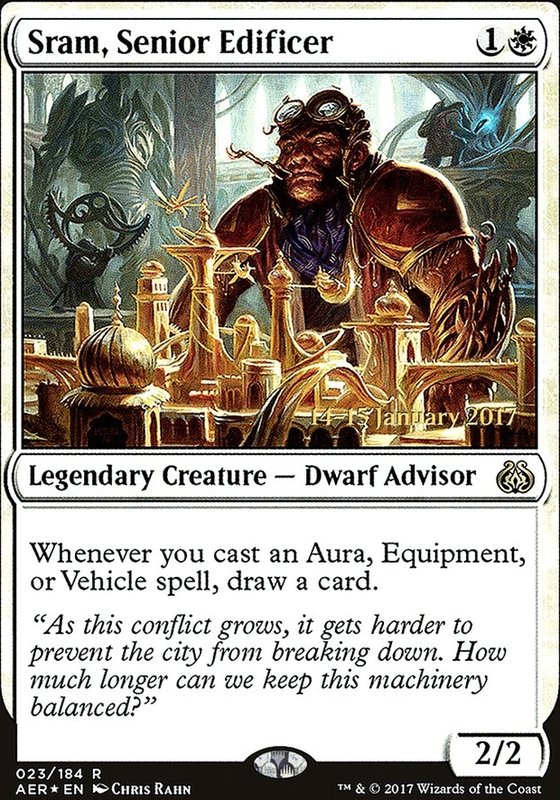 Sram, Senior Edificer 1
14–15 January 2017
Legendary Creature — Dwarf Advisor
Whenever you cast an Aura, Equipment,
or Vehicle spell, draw a card.
“As this conflict grows, it gets harder to
prevent the city from breaking down. How
much longer can we keep this machinery
balanced?”
2/2
023/184 R
AER★EN Chris Rahn
™ & © 2017 Wizards of the Coast